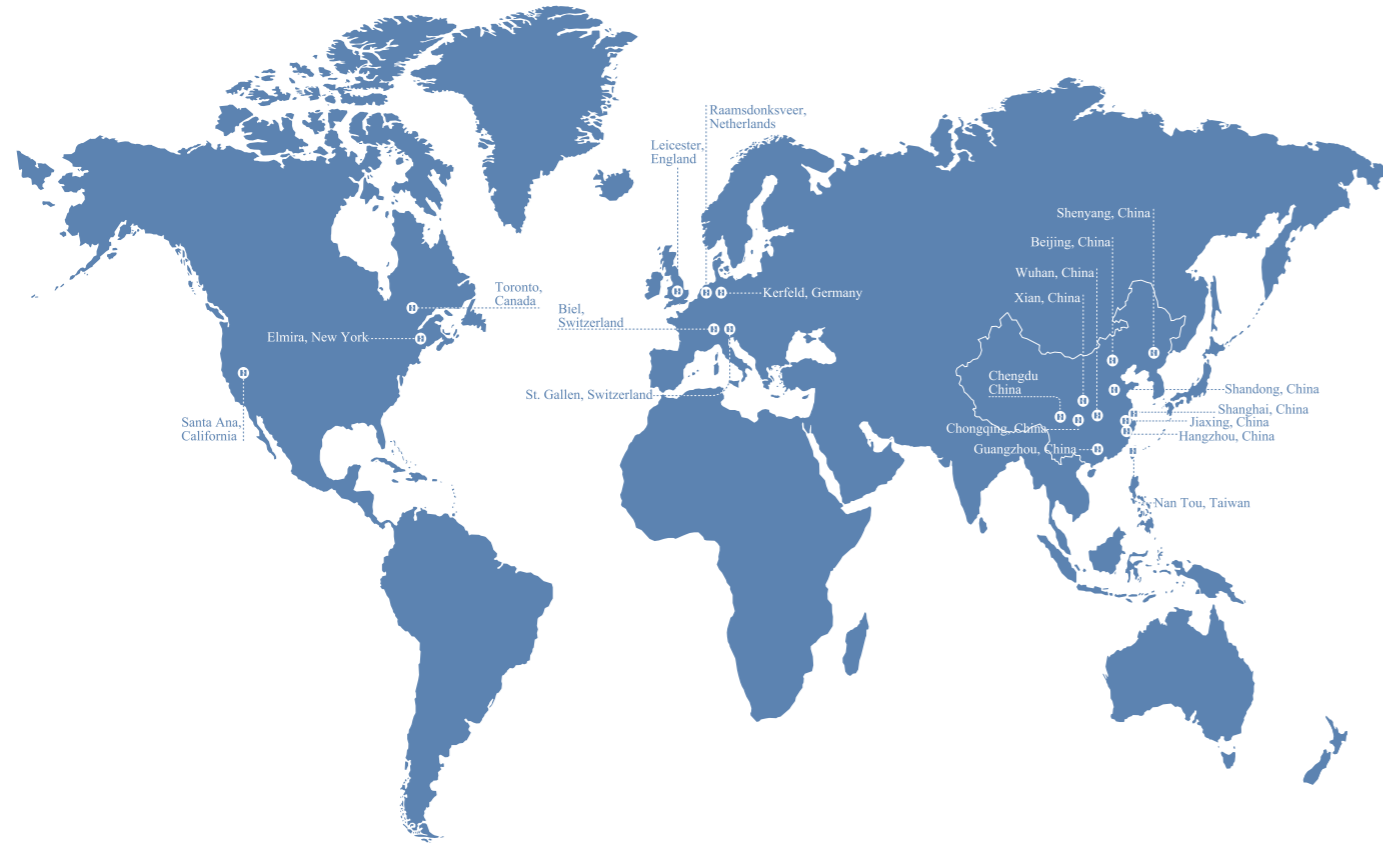 Raamsdonksveer,
Netherlands
Leicester,
England
Shenyang, China
Beijing, China
Wuhan, China
Xian, China
Toronto,
Canada
Kerfeld, Germany
Biel,
Switzerland
Elmira, New York
St. Gallen, Switzerland
Chengdu
China
Shandong, China
Shanghai, China
Jiaxing, China
Santa Ana,
California
Chongqing, China
Hangzhou, China
Guangzhou, China
Nan Tou, Taiwan